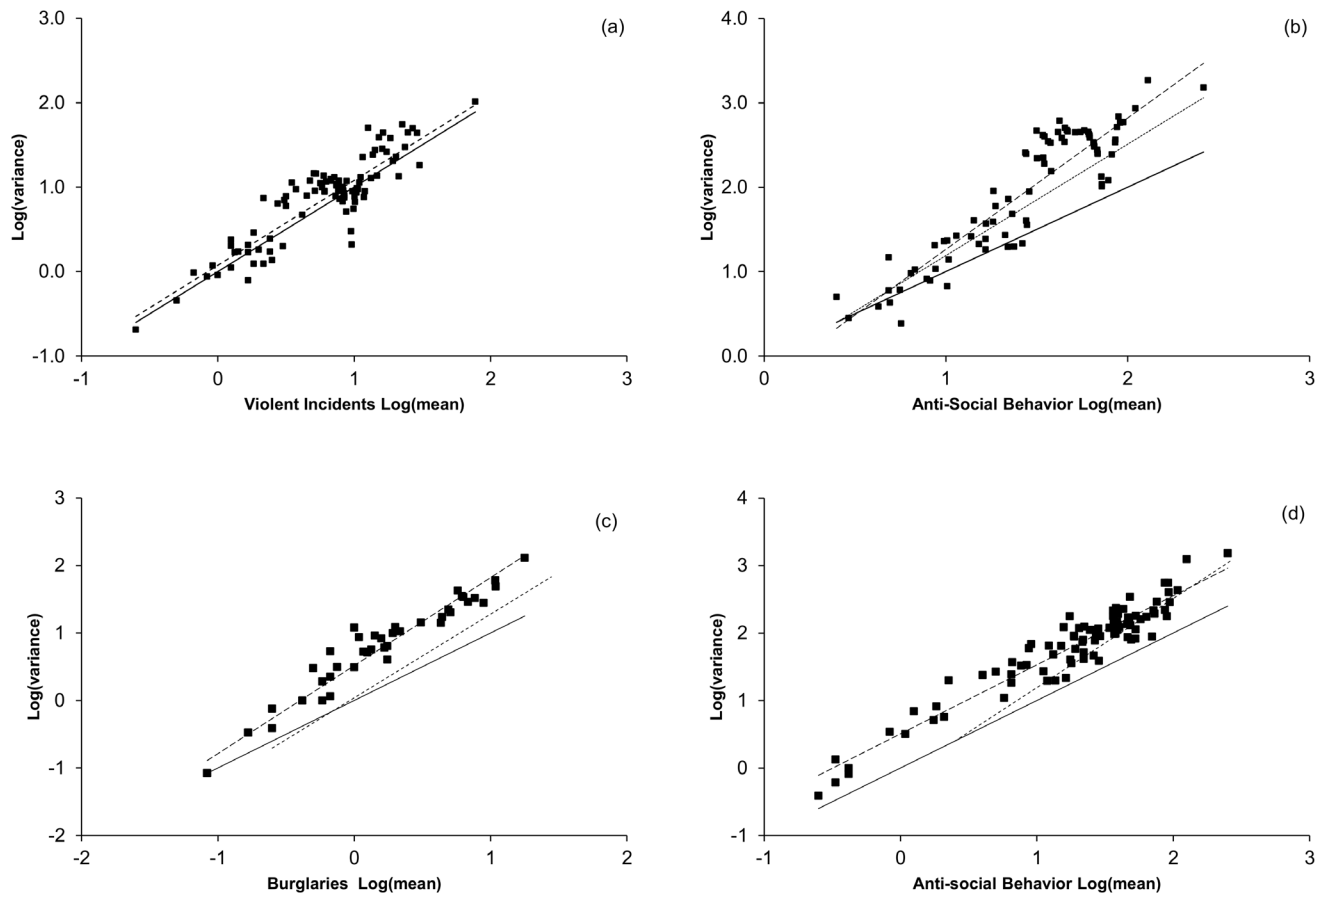 (a)
3.0
2.0
1.0
0.0
-1.0
Log(variance)
-1 0 1 2 3
Violent Incidents Log(mean)
(b)
4.0
3.0
2.0
1.0
0.0
Log(variance)
0 1 2 3
Anti-Social Behavior Log(mean)
(c)
3
2
1
0
-1
-2
Log(variance)
-2 -1 0 1 2
Burglaries Log(mean)
(d)
4
3
2
1
0
-1
Log(variance)
-1 0 1 2 3
Anti-social Behavior Log(mean)